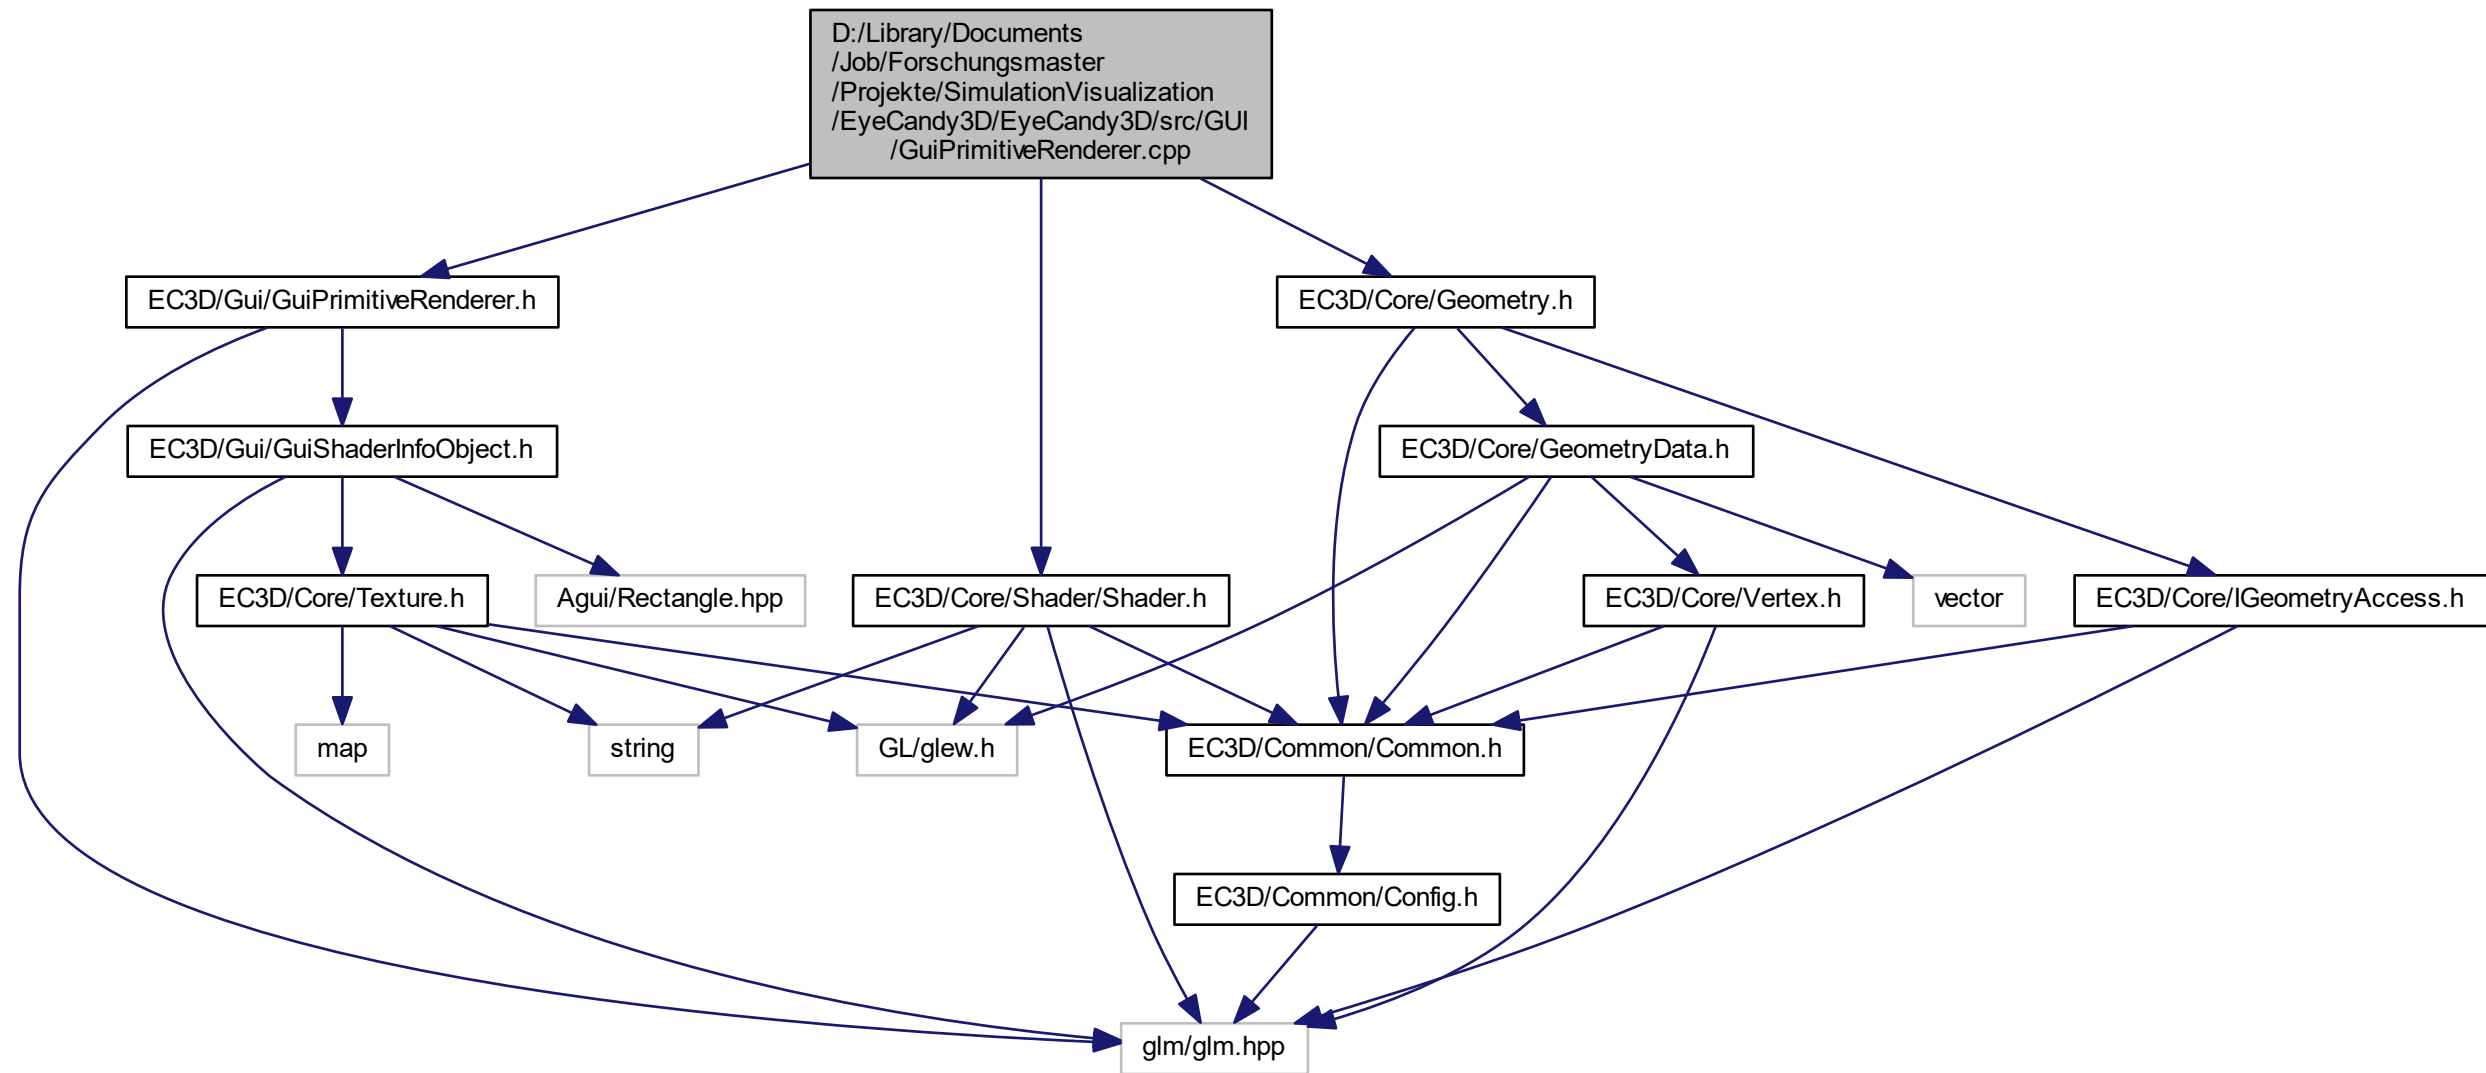 D:/Library/Documents
/Job/Forschungsmaster
/Projekte/SimulationVisualization
/EyeCandy3D/EyeCandy3D/src/GUI
/GuiPrimitiveRenderer.cpp
EC3D/Gui/GuiPrimitiveRenderer.h
EC3D/Core/Geometry.h
EC3D/Gui/GuiShaderInfoObject.h
EC3D/Core/GeometryData.h
EC3D/Core/Texture.h
Agui/Rectangle.hpp
EC3D/Core/Shader/Shader.h
EC3D/Core/Vertex.h
vector
EC3D/Core/IGeometryAccess.h
map
string
GL/glew.h
EC3D/Common/Common.h
EC3D/Common/Config.h
glm/glm.hpp